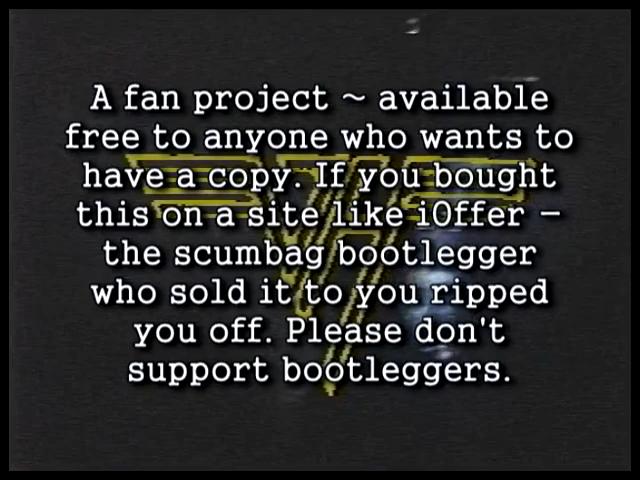 A fan project ~ available
free to anyone who wants to
have a copy. If you bought
this on a site like iOffer —
the scumbag bootlegger
who sold it to you ripped
you off. Please don't
support bootleggers.